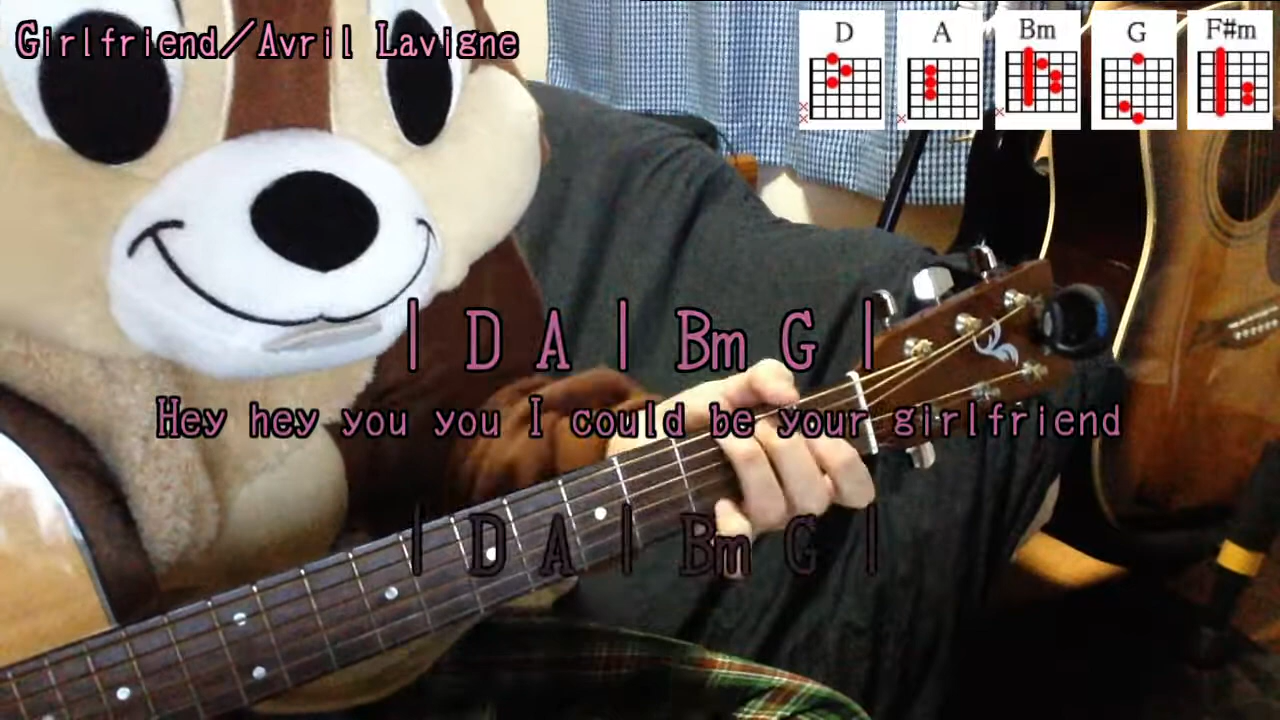 Girlfriend／Avril Lavigne
D A Bm G F#m
| D A | Bm G |
Hey hey you you I could be your girlfriend
| D A | Bm G |